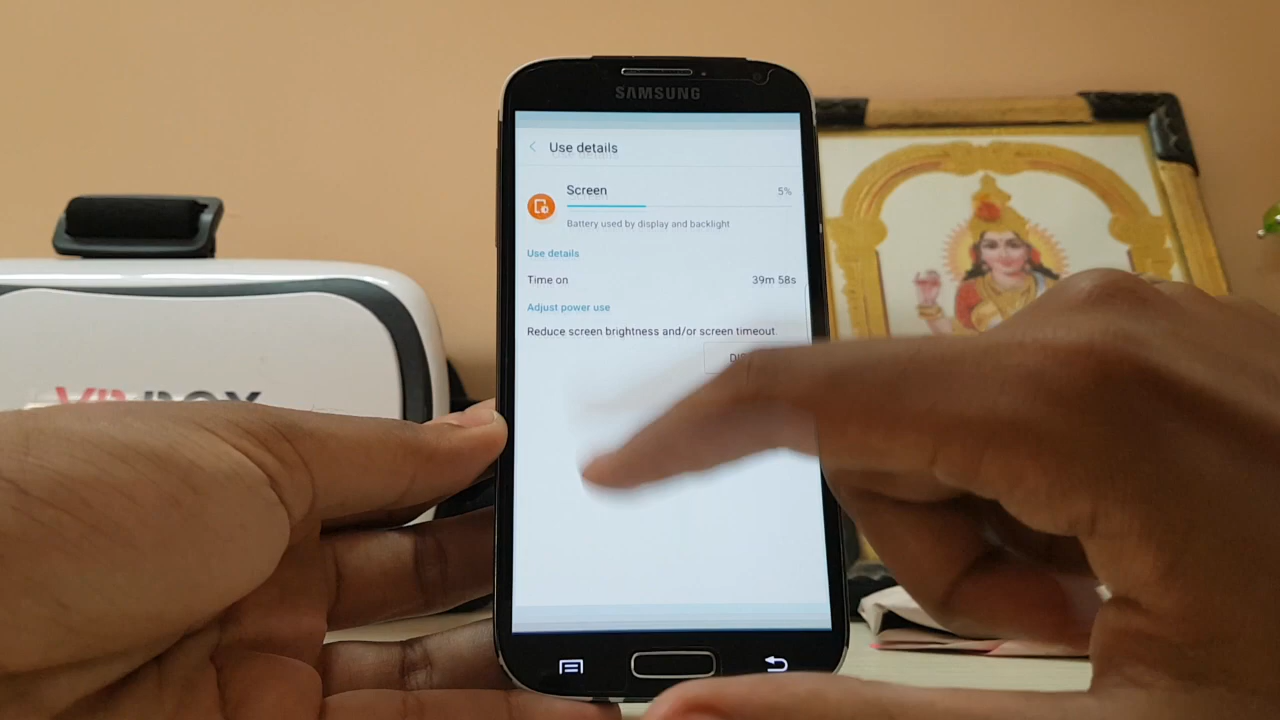 SAMSUNG
Use details
Screen
5%
Battery used by display and backlight
Use details
Time on
39m 58s
Adjust power use
Reduce screen brightness and/or screen timeout.